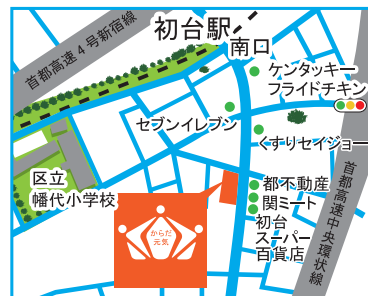 首都高速4号新宿線
初台駅
南口
ケンタッキー
フライドチキン
セブンイレブン
くすりセイジョー
区立
幡代小学校
都不動産
関ミート
初台
スーパー
百貨店
からだ
元気
首都高速中央環状線